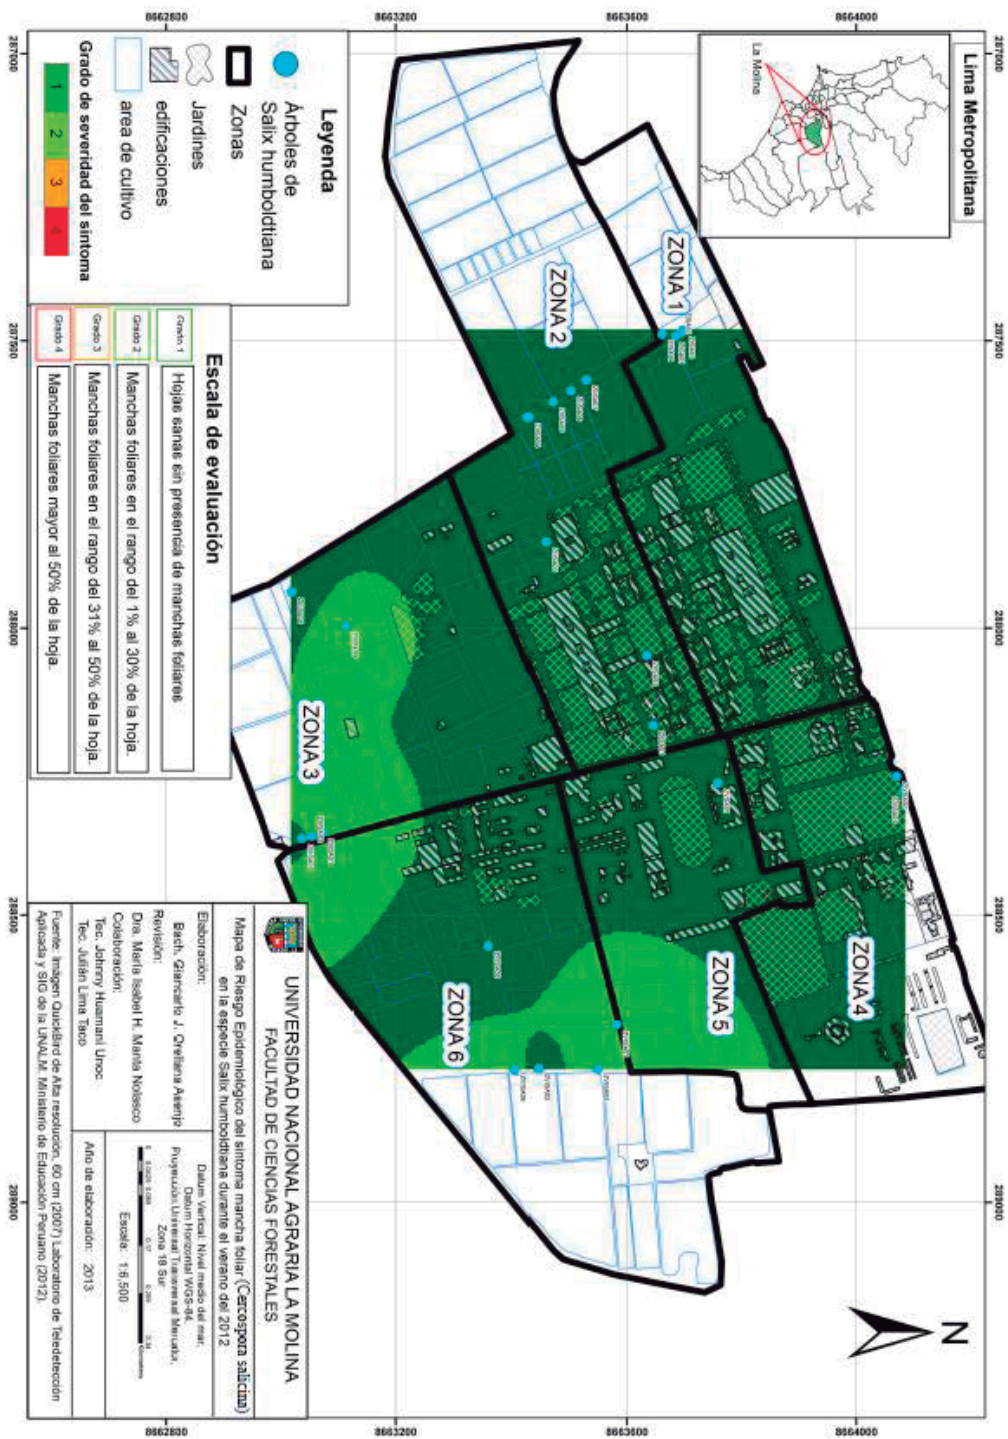 Lima Metropolitana
La Molina
287000
287500
288000
288500
289000
8664000
8663600
8663200
8662800
N
ZONA 1
ZONA 2
ZONA 3
ZONA 4
ZONA 5
ZONA 6
Leyenda
Árboles de
Salix humboldtiana
Zonas
Jardines
edificaciones
area de cultivo
Grado de severidad del sintoma
1 2 3 4
Escala de evaluación
Grado 1 Hojas sanas sin presencia de manchas foliares
Grado 2 Manchas foliares en el rango del 1% al 30% de la hoja.
Grado 3 Manchas foliares en el rango del 31% al 50% de la hoja.
Grado 4 Manchas foliares mayor al 50% de la hoja.
UNIVERSIDAD NACIONAL AGRARIA LA MOLINA
FACULTAD DE CIENCIAS FORESTALES
Mapa de Riesgo Epidemiológico del síntoma mancha foliar (Cercospora salicina)
en la especie Salix humboldtiana durante el verano del 2012
Elaboración:
Bach. Giancarlo J. Orellana Asenjo
Revisión:
Dra. María Isabel H. Manta Nolasco
Colaboración:
Tec. Johnny Huamaní Unoc
Tec. Julián Lima Taco
Datum Vertical: Nivel medio del mar.
Datum Horizontal WGS-84.
Proyección Universal Transversal Mercator,
Zona 18 Sur
Escala: 1:6,500
Año de elaboración: 2013
Fuente: Imágen QuickBird de Alta resolución, 60 cm (2007) Laboratorio de Teledetección
Aplicada y SIG de la UNALM. Ministerio de Educación Peruano (2012).